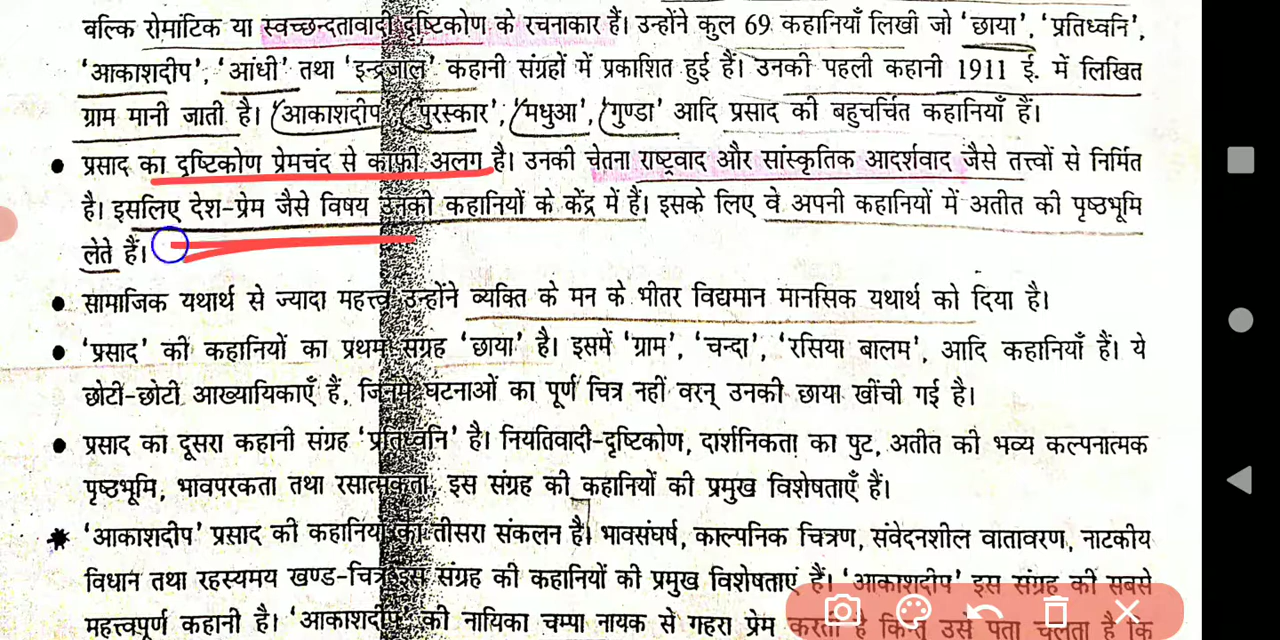 वल्कि रोमांटिक या स्वच्छन्दतावादी दृष्टिकोण के रचनाकार हैं। उन्होंने कुल 69 कहानियाँ लिखी जो ‘छाया’, ‘प्रतिध्वनि’,
‘आकाशदीप’, ‘आंधी’ तथा ‘इन्द्रजाल’ कहानी संग्रहों में प्रकाशित हुई हैं। उनकी पहली कहानी 1911 ई. में लिखित
ग्राम मानी जाती है। ‘आकाशदीप’, ‘पुरस्कार’, ‘मधुआ’, ‘गुण्डा’ आदि प्रसाद की बहुचर्चित कहानियाँ हैं।
● प्रसाद का दृष्टिकोण प्रेमचंद से काफी अलग है। उनकी चेतना राष्ट्रवाद और सांस्कृतिक आदर्शवाद जैसे तत्त्वों से निर्मित
है। इसलिए देश-प्रेम जैसे विषय उनकी कहानियों के केंद्र में हैं। इसके लिए वे अपनी कहानियों में अतीत की पृष्ठभूमि
लेते हैं।
● सामाजिक यथार्थ से ज्यादा महत्त्व उन्होंने व्यक्ति के मन के भीतर विद्यमान मानसिक यथार्थ को दिया है।
● ‘प्रसाद’ की कहानियों का प्रथम संग्रह ‘छाया’ है। इसमें ‘ग्राम’, ‘चन्दा’, ‘रसिया बालम’, आदि कहानियाँ हैं। ये
छोटी-छोटी आख्यायिकाएँ हैं, जिनमें घटनाओं का पूर्ण चित्र नहीं वरन् उनकी छाया खींची गई है।
● प्रसाद का दूसरा कहानी संग्रह ‘प्रतिध्वनि’ है। नियतिवादी-दृष्टिकोण, दार्शनिकता का पुट, अतीत की भव्य कल्पनात्मक
पृष्ठभूमि, भावपरकता तथा रसात्मकता, इस संग्रह की कहानियों की प्रमुख विशेषताएँ हैं।
‘आकाशदीप’ प्रसाद की कहानियों का तीसरा संकलन है। भावसंघर्ष, काल्पनिक चित्रण, संवेदनशील वातावरण, नाटकीय
विधान तथा रहस्यमय खण्ड-चित्र इस संग्रह की कहानियों की प्रमुख विशेषताएं हैं। ‘आकाशदीप’ इस संग्रह की सबसे
महत्त्वपूर्ण कहानी है। ‘आकाशदीप’ की नायिका चम्पा नायक से गहरा प्रेम करती है किन्तु उसे पता चलता है कि